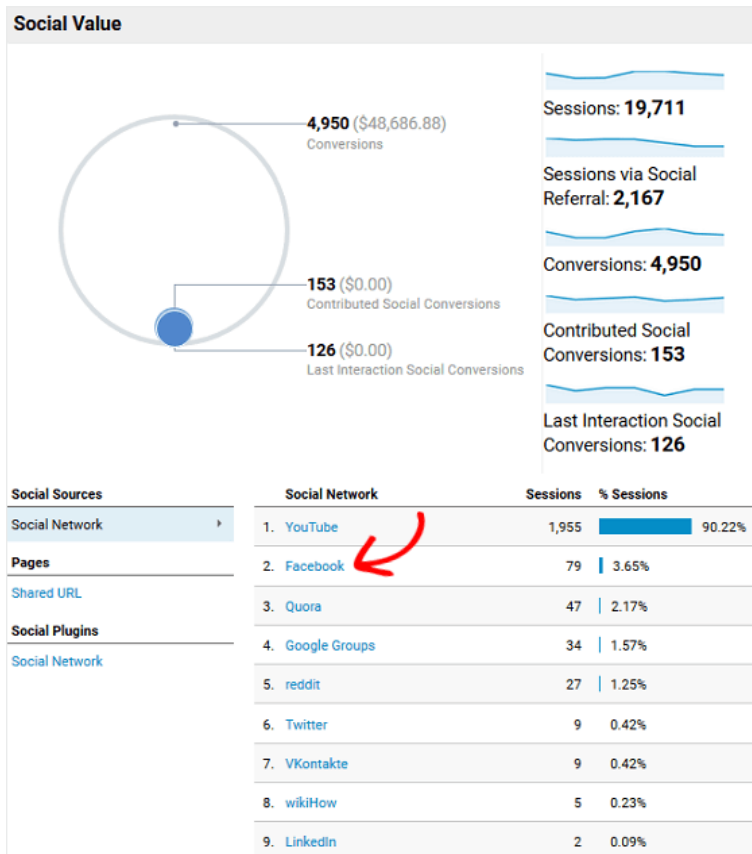 Social Value
4,950 ($48,686.88)
Conversions
153 ($0.00)
Contributed Social Conversions
126 ($0.00)
Last Interaction Social Conversions
Sessions: 19,711
Sessions via Social
Referral: 2,167
Conversions: 4,950
Contributed Social
Conversions: 153
Last Interaction Social
Conversions: 126
Social Sources
Social Network
Pages
Shared URL
Social Plugins
Social Network
Social Network Sessions % Sessions
1. YouTube 1,955 90.22%
2. Facebook 79 3.65%
3. Quora 47 2.17%
4. Google Groups 34 1.57%
5. reddit 27 1.25%
6. Twitter 9 0.42%
7. VKontakte 9 0.42%
8. wikiHow 5 0.23%
9. LinkedIn 2 0.09%